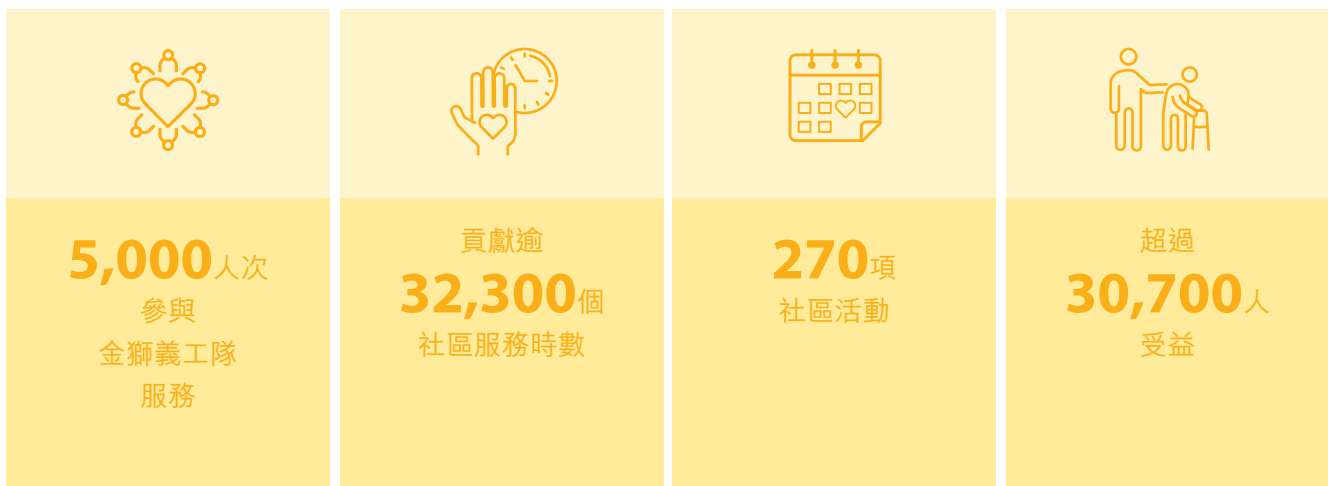 5,000人次
參與
金獅義工隊
服務
貢獻逾
32,300個
社區服務時數
270項
社區活動
超過
30,700人
受益